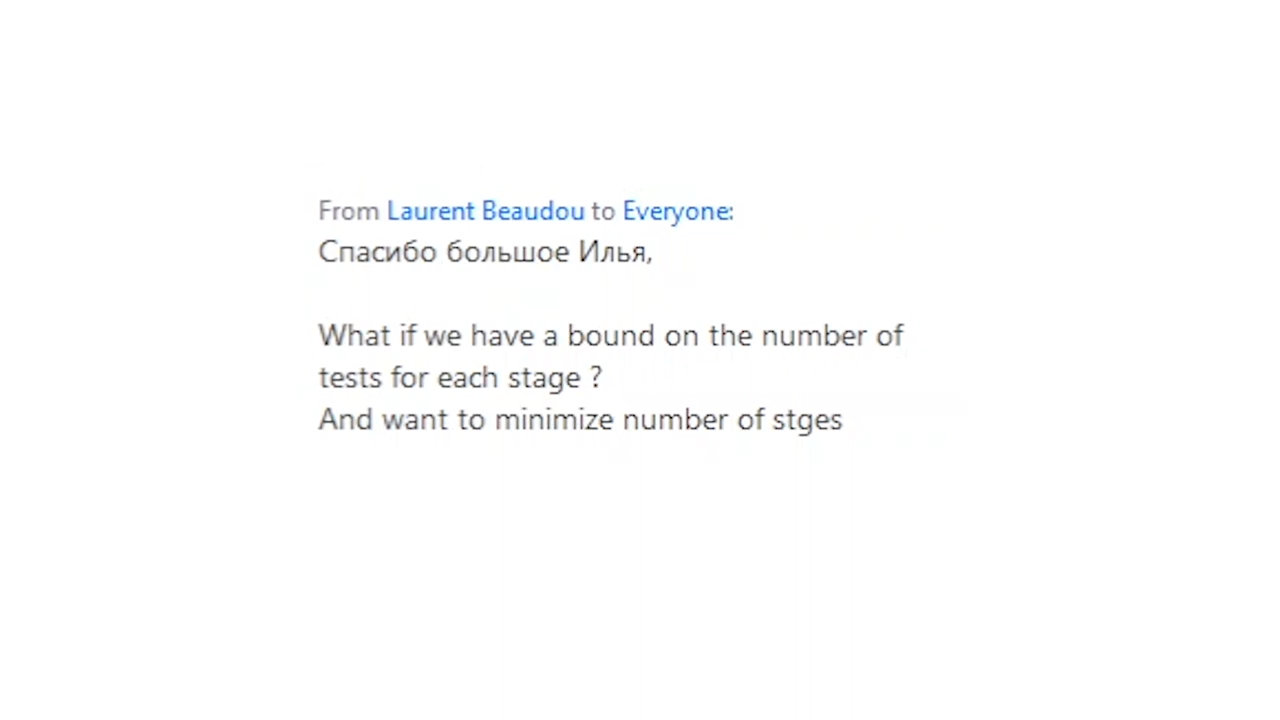 From Laurent Beaudou to Everyone:
Спасибо большое Илья,
What if we have a bound on the number of
tests for each stage ?
And want to minimize number of stges